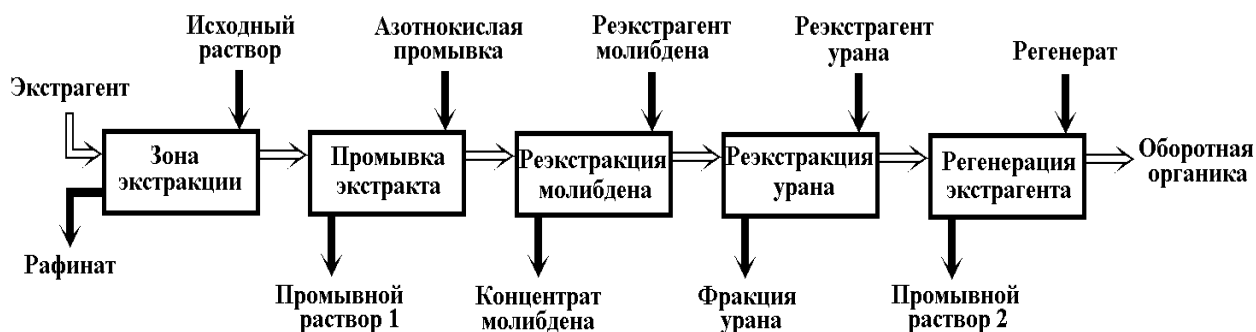 Исходный
раствор
Азотнокислая
промывка
Реэкстрагент
молибдена
Реэкстрагент
урана
Регенерат
Экстрагент
Зона
экстракции
Промывка
экстракта
Реэкстракция
молибдена
Реэкстракция
урана
Регенерация
экстрагента
Оборотная
органика
Рафинат
Промывной
раствор 1
Концентрат
молибдена
Фракция
урана
Промывной
раствор 2